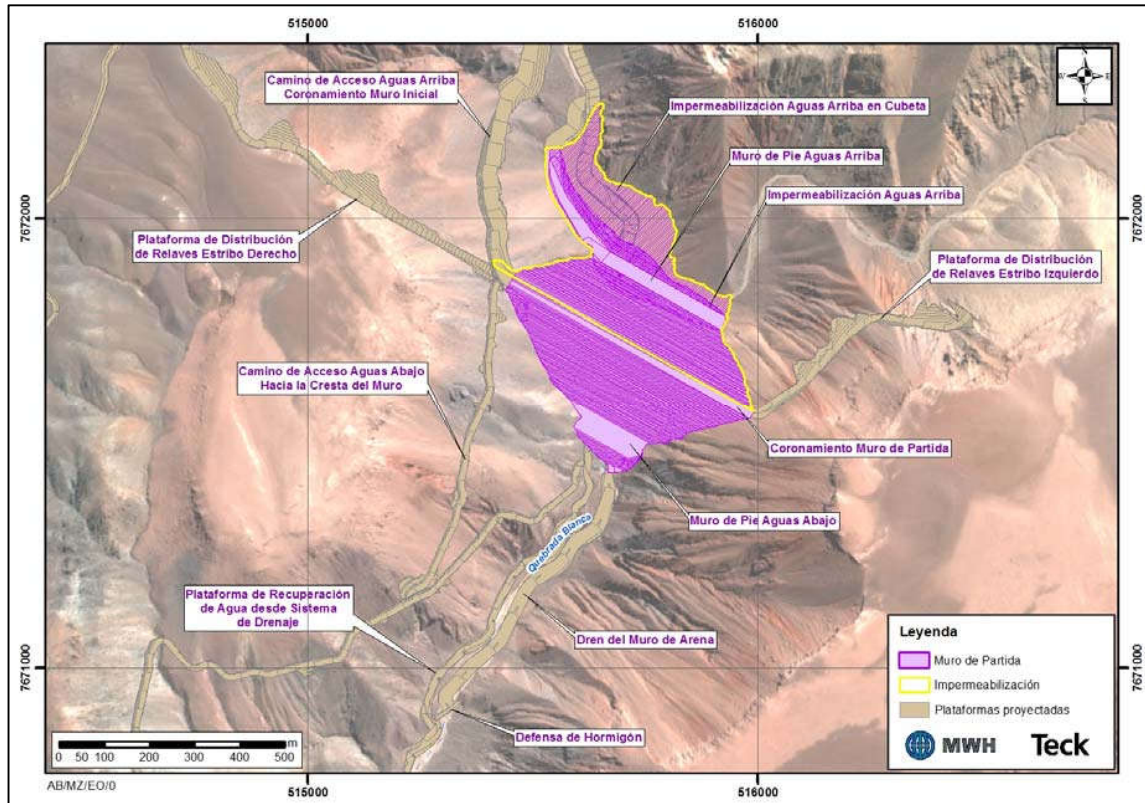 515000
516000
Camino de Acceso Aguas Arriba
Coronamiento Muro Inicial
Impermeabilización Aguas Arriba en Cubeta
Muro de Pie Aguas Arriba
Impermeabilización Aguas Arriba
7672000
7672000
Plataforma de Distribución
de Relaves Estribo Derecho
Plataforma de Distribución
de Relaves Estribo Izquierdo
Camino de Acceso Aguas Abajo
Hacia la Cresta del Muro
Coronamiento Muro de Partida
Muro de Pie Aguas Abajo
Quebrada Blanca
Plataforma de Recuperación
de Agua desde Sistema
de Drenaje
Dren del Muro de Arena
Defensa de Hormigón
7671000
7671000
Leyenda
Muro de Partida
Impermeabilización
Plataformas proyectadas
MWH
Teck
m
0 50 100 200 300 400 500
AB/MZ/EO/0
515000
516000